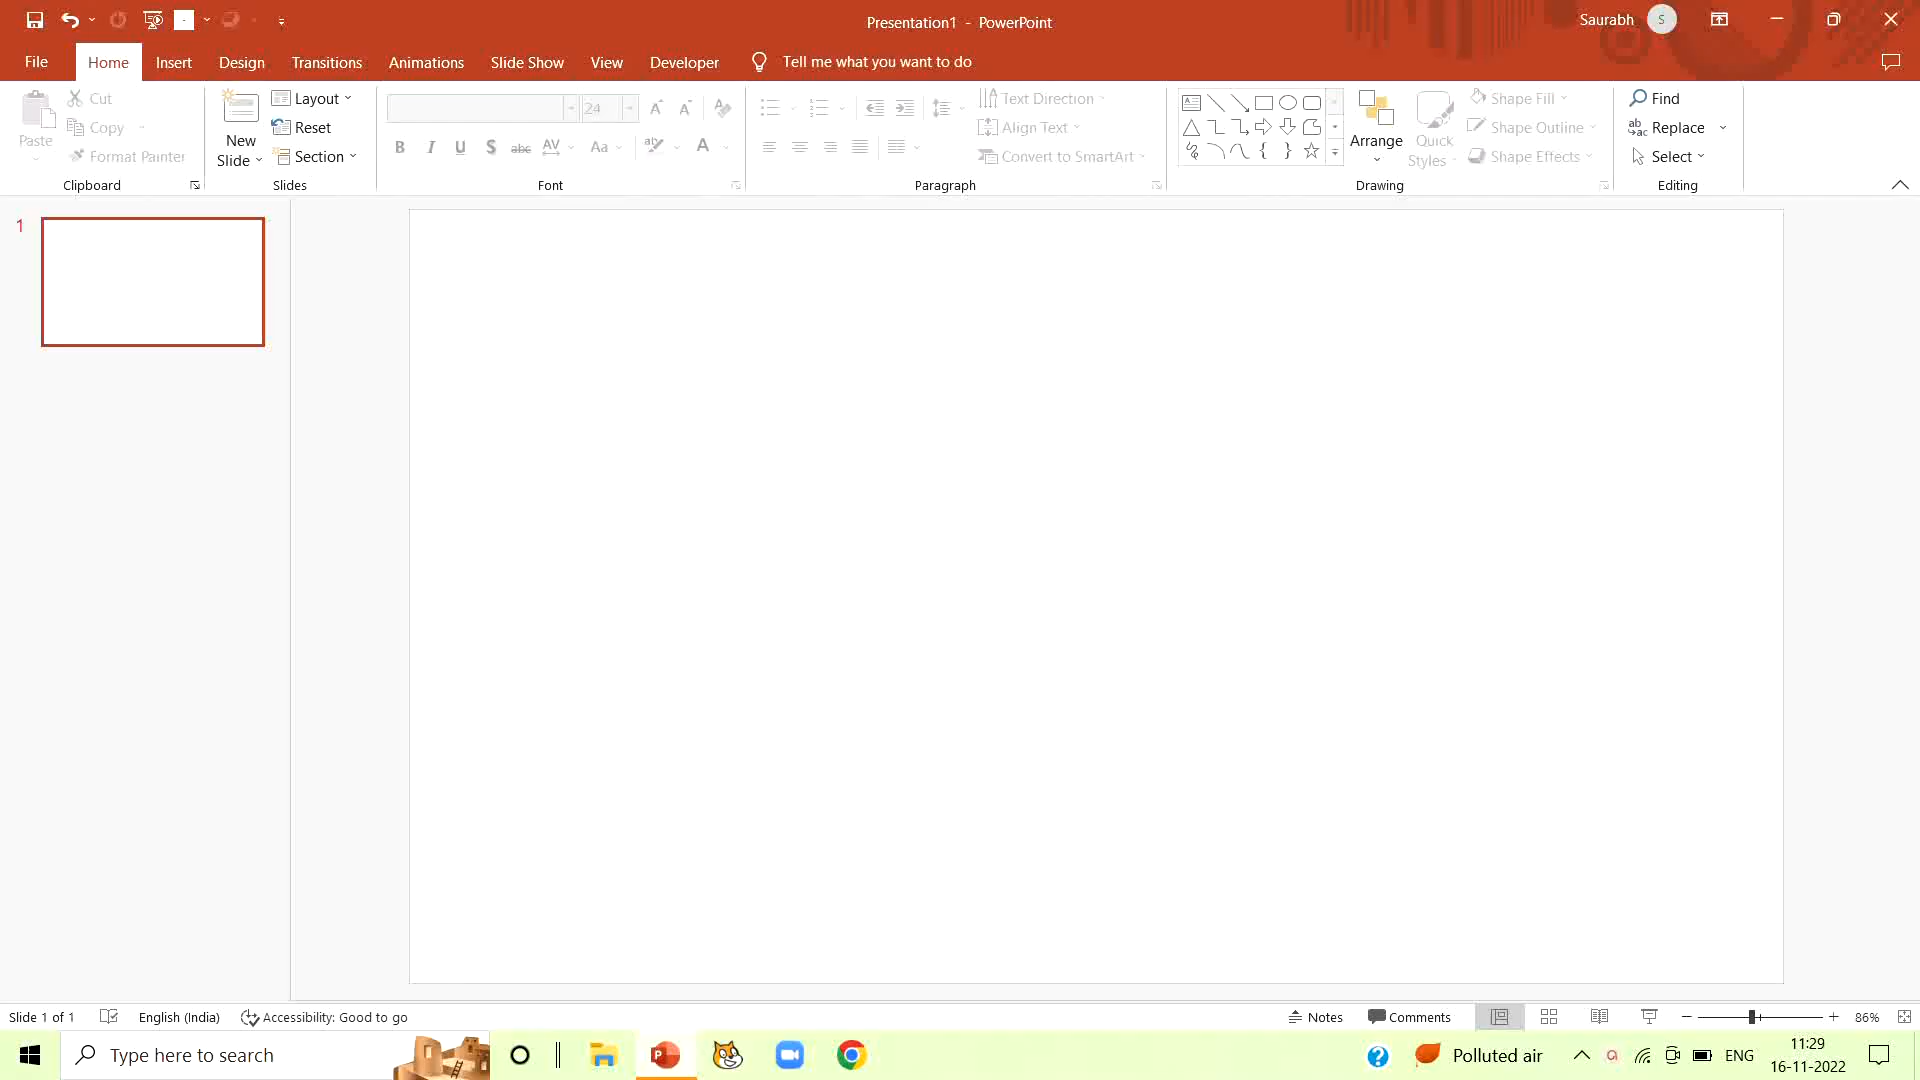 Presentation1 - PowerPoint
Saurabh
S
File
Home
Insert
Design
Transitions
Animations
Slide Show
View
Developer
Tell me what you want to do
Paste
Cut
Copy
Format Painter
Clipboard
New
Slide
Layout
Reset
Section
Slides
24
B I U S abc AV Aa A
Font
Text Direction
Align Text
Convert to SmartArt
Paragraph
Arrange
Quick
Styles
Shape Fill
Shape Outline
Shape Effects
Drawing
Find
Replace
Select
Editing
1
Slide 1 of 1
English (India)
Accessibility: Good to go
Notes
Comments
86%
Type here to search
Polluted air
ENG
11:29
16-11-2022